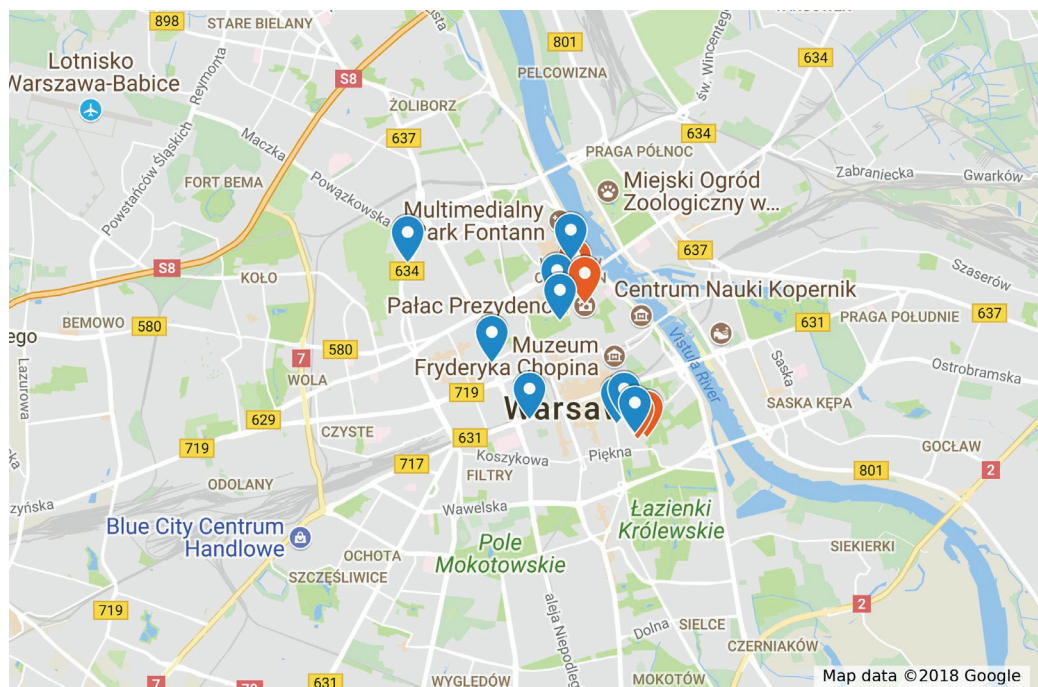 898
STARE BIELANY
801
634
Lotnisko
Warszawa-Babice
Reymonta
S8
PELCOWIZNA
św. Wincentego
ŻOLIBORZ
637
634
Powstańców Śląskich
Maczka
PRAGA PÓŁNOC
Zabraniecka
Gwarków
FORT BEMA
Powązkowska
Miejski Ogród
Zoologiczny w...
Multimedialny
Park Fontann
637
S8
KOŁO
634
Szaserów
Pałac Prezydenc
Centrum Nauki Kopernik
BEMOWO
580
631
PRAGA POŁUDNIE
637
Vistula River
580
7
Muzeum
Fryderyka Chopina
Lazurowa
WOLA
719
Saska
Ostrobramska
SASKA KĘPA
Warsaw
629
CZYSTE
631
719
717
Koszykowa
Piękna
GOCŁAW
801
2
FILTRY
ODOLANY
Wawelska
Łazienki
Królewskie
Blue City Centrum
Handlowe
Pole
Mokotowskie
SIEKIERKI
OCHOTA
SZCZĘŚLIWICE
719
2
aleja Niepodleg
Dolna
SIELCE
CZERNIAKÓW
7
631
WYGLĘDÓW
MOKOTÓW
Map data ©2018 Google